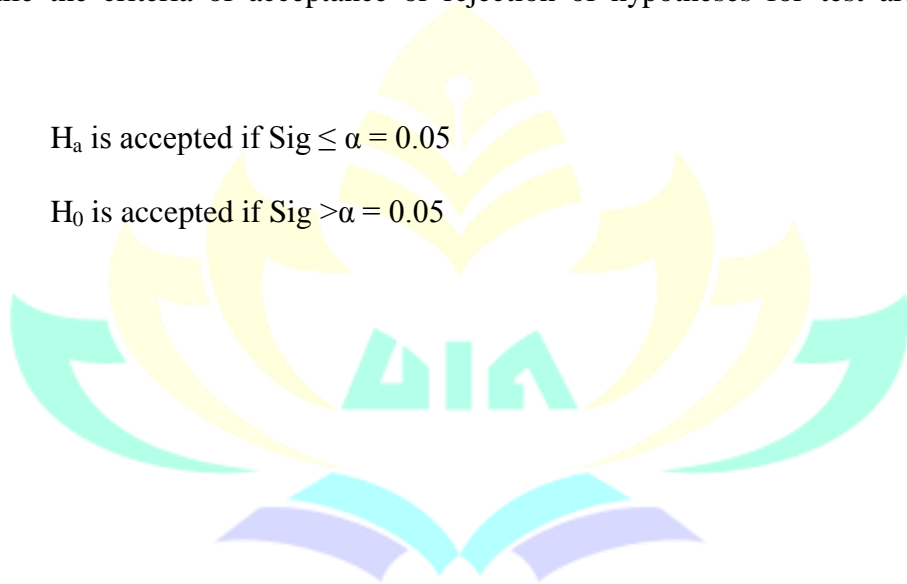 the criteria of acceptance or rejection of hypotheses for test
Hₐ is accepted if Sig ≤ α = 0.05
H₀ is accepted if Sig >α = 0.05
UIN